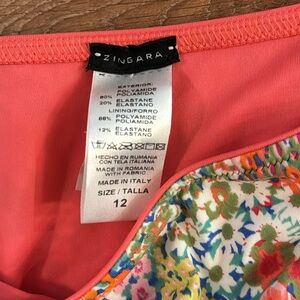 ZINGARA
EXTERIOR:
POLYAMIDE
80% POLIAMIDA
20% ELASTANE
ELASTANO
LINING/FORRO
POLYAMIDE
88% POLIAMIDA
12% ELASTANE
ELASTANO
HECHO EN RUMANIA
CON TELA ITALIANA
MADE IN ROMANIA
WITH FABRIC
MADE IN ITALY
SIZE / TALLA
12